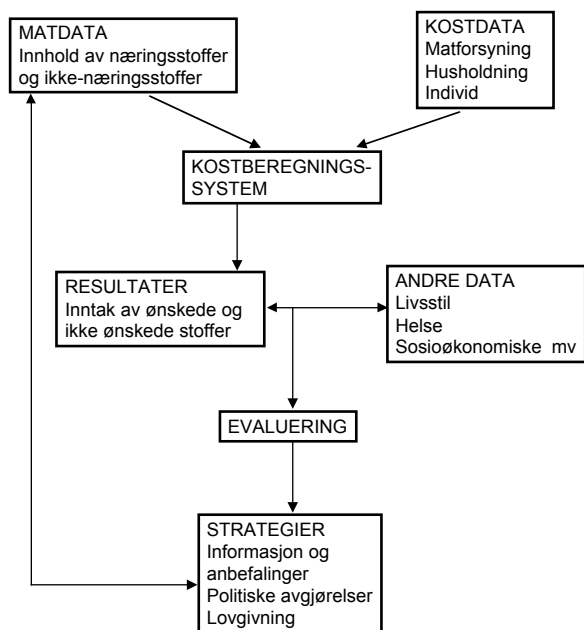 MATDATA
Innhold av næringsstoffer
og ikke-næringsstoffer
KOSTDATA
Matforsyning
Husholdning
Individ
KOSTBEREGNINGS-
SYSTEM
RESULTATER
Inntak av ønskede og
ikke ønskede stoffer
ANDRE DATA
Livsstil
Helse
Sosioøkonomiske mv
EVALUERING
STRATEGIER
Informasjon og
anbefalinger
Politiske avgjørelser
Lovgivning